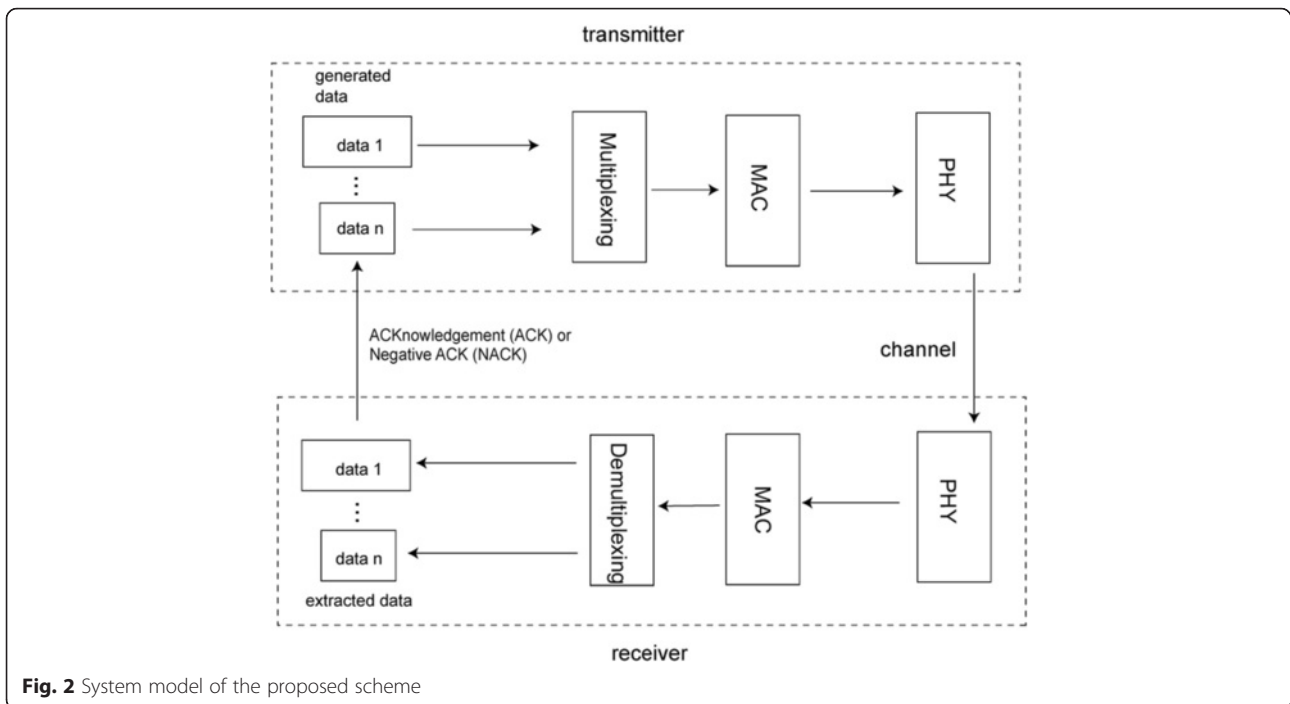 transmitter
generated
data
data 1
⋮
data n
Multiplexing
MAC
PHY
ACKnowledgement (ACK) or
Negative ACK (NACK)
channel
data 1
⋮
data n
extracted data
Demultiplexing
MAC
PHY
receiver
Fig. 2 System model of the proposed scheme